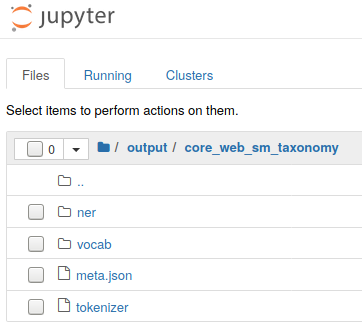 jupyter
Files Running Clusters
Select items to perform actions on them.
0 / output / core_web_sm_taxonomy
..
ner
vocab
meta.json
tokenizer